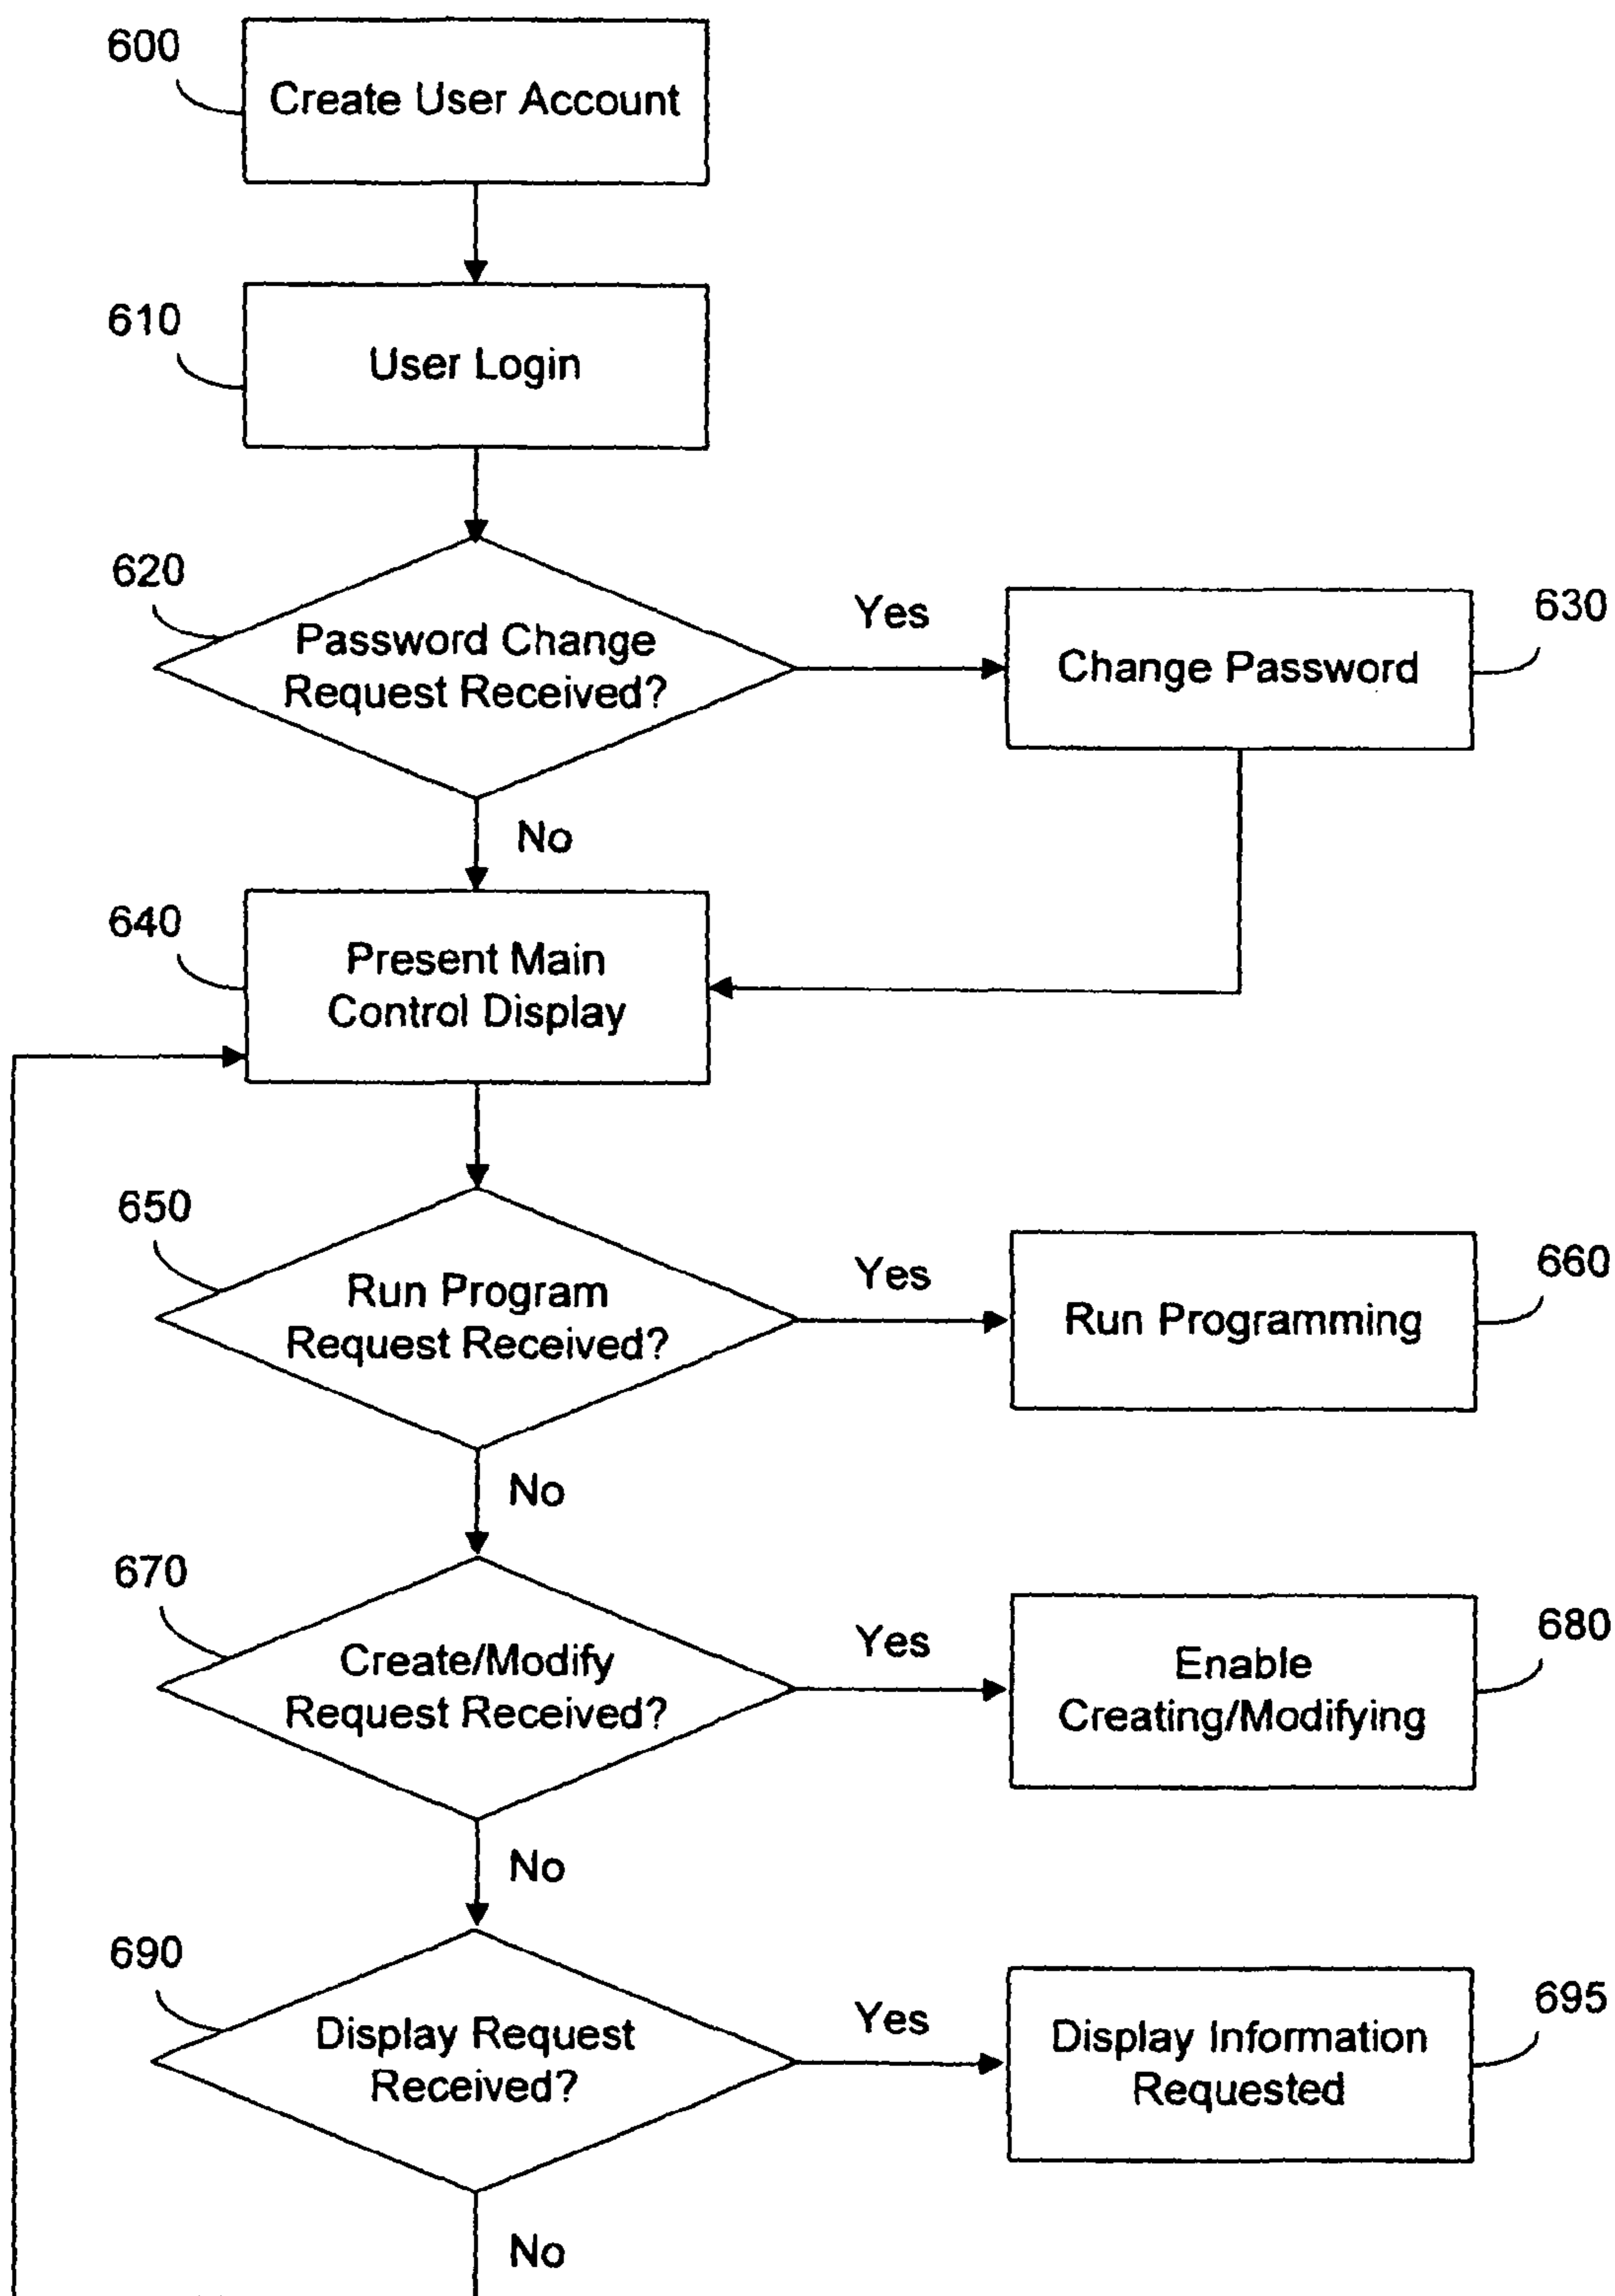 600
Create User Account
610
User Login
620
Password Change
Request Received?
Yes
Change Password
630
No
640
Present Main
Control Display
650
Run Program
Request Received?
Yes
Run Programming
660
No
670
Create/Modify
Request Received?
Yes
Enable
Creating/Modifying
680
No
690
Display Request
Received?
Yes
Display Information
Requested
695
No